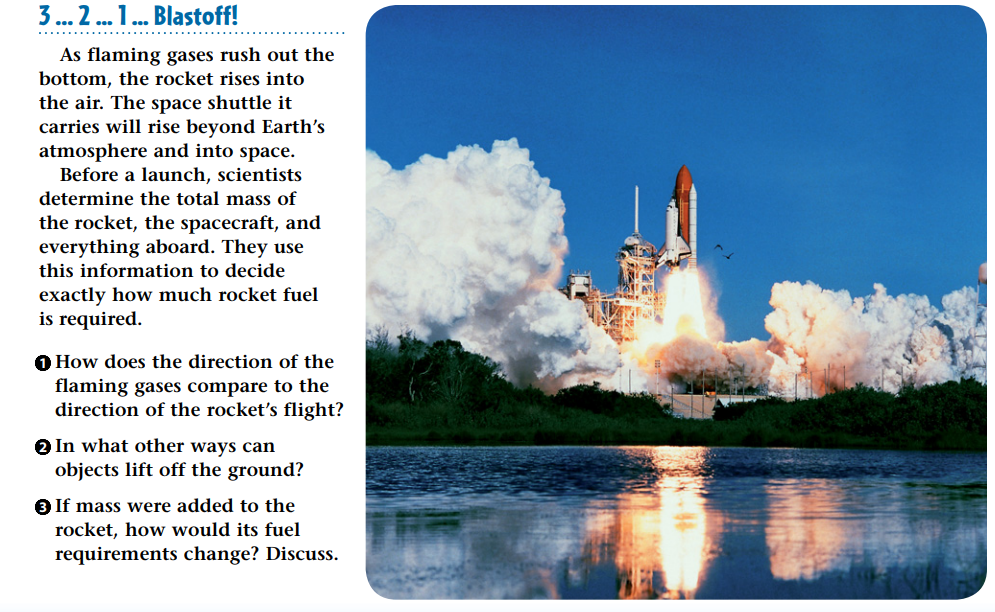 3 ... 2 ... 1 ... Blastoff!
As flaming gases rush out the
bottom, the rocket rises into
the air. The space shuttle it
carries will rise beyond Earth’s
atmosphere and into space.
Before a launch, scientists
determine the total mass of
the rocket, the spacecraft, and
everything aboard. They use
this information to decide
exactly how much rocket fuel
is required.
1 How does the direction of the
flaming gases compare to the
direction of the rocket’s flight?
2 In what other ways can
objects lift off the ground?
3 If mass were added to the
rocket, how would its fuel
requirements change? Discuss.